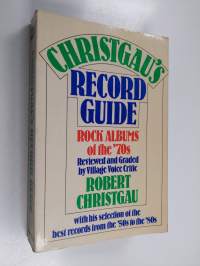 CHRISTGAU'S
RECORD
GUIDE
ROCK ALBUMS
of the '70s
Reviewed and Graded
by Village Voice Critic
ROBERT
CHRISTGAU
with his selection of the
best records from the '50s to the '80s